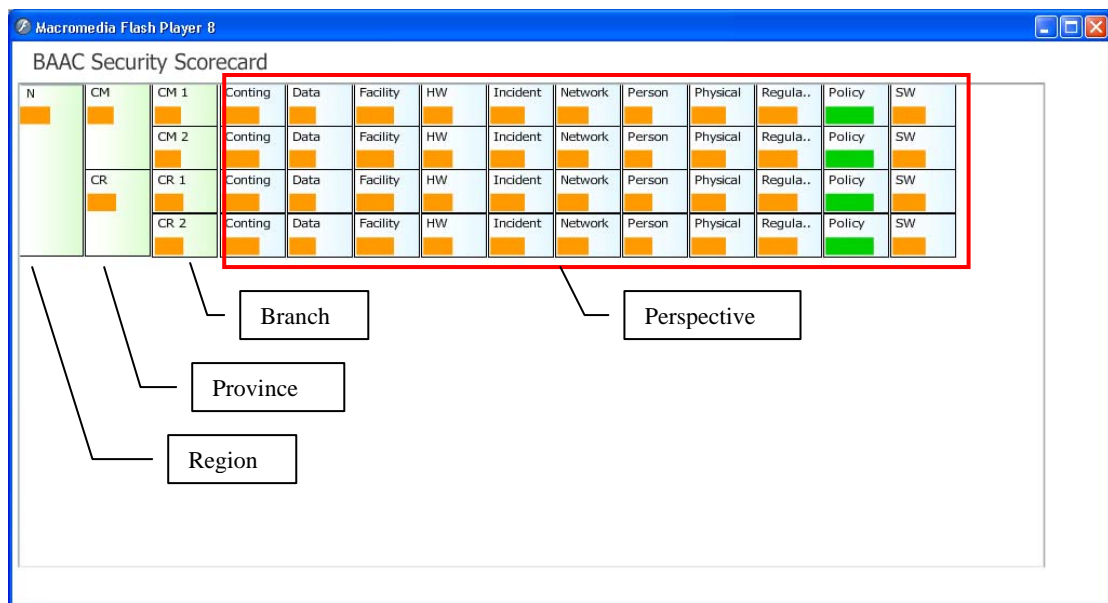 Macromedia Flash Player 8
BAAC Security Scorecard
N CM CM 1 Conting Data Facility HW Incident Network Person Physical Regula.. Policy SW
CM 2 Conting Data Facility HW Incident Network Person Physical Regula.. Policy SW
CR CR 1 Conting Data Facility HW Incident Network Person Physical Regula.. Policy SW
CR 2 Conting Data Facility HW Incident Network Person Physical Regula.. Policy SW
Branch
Perspective
Province
Region